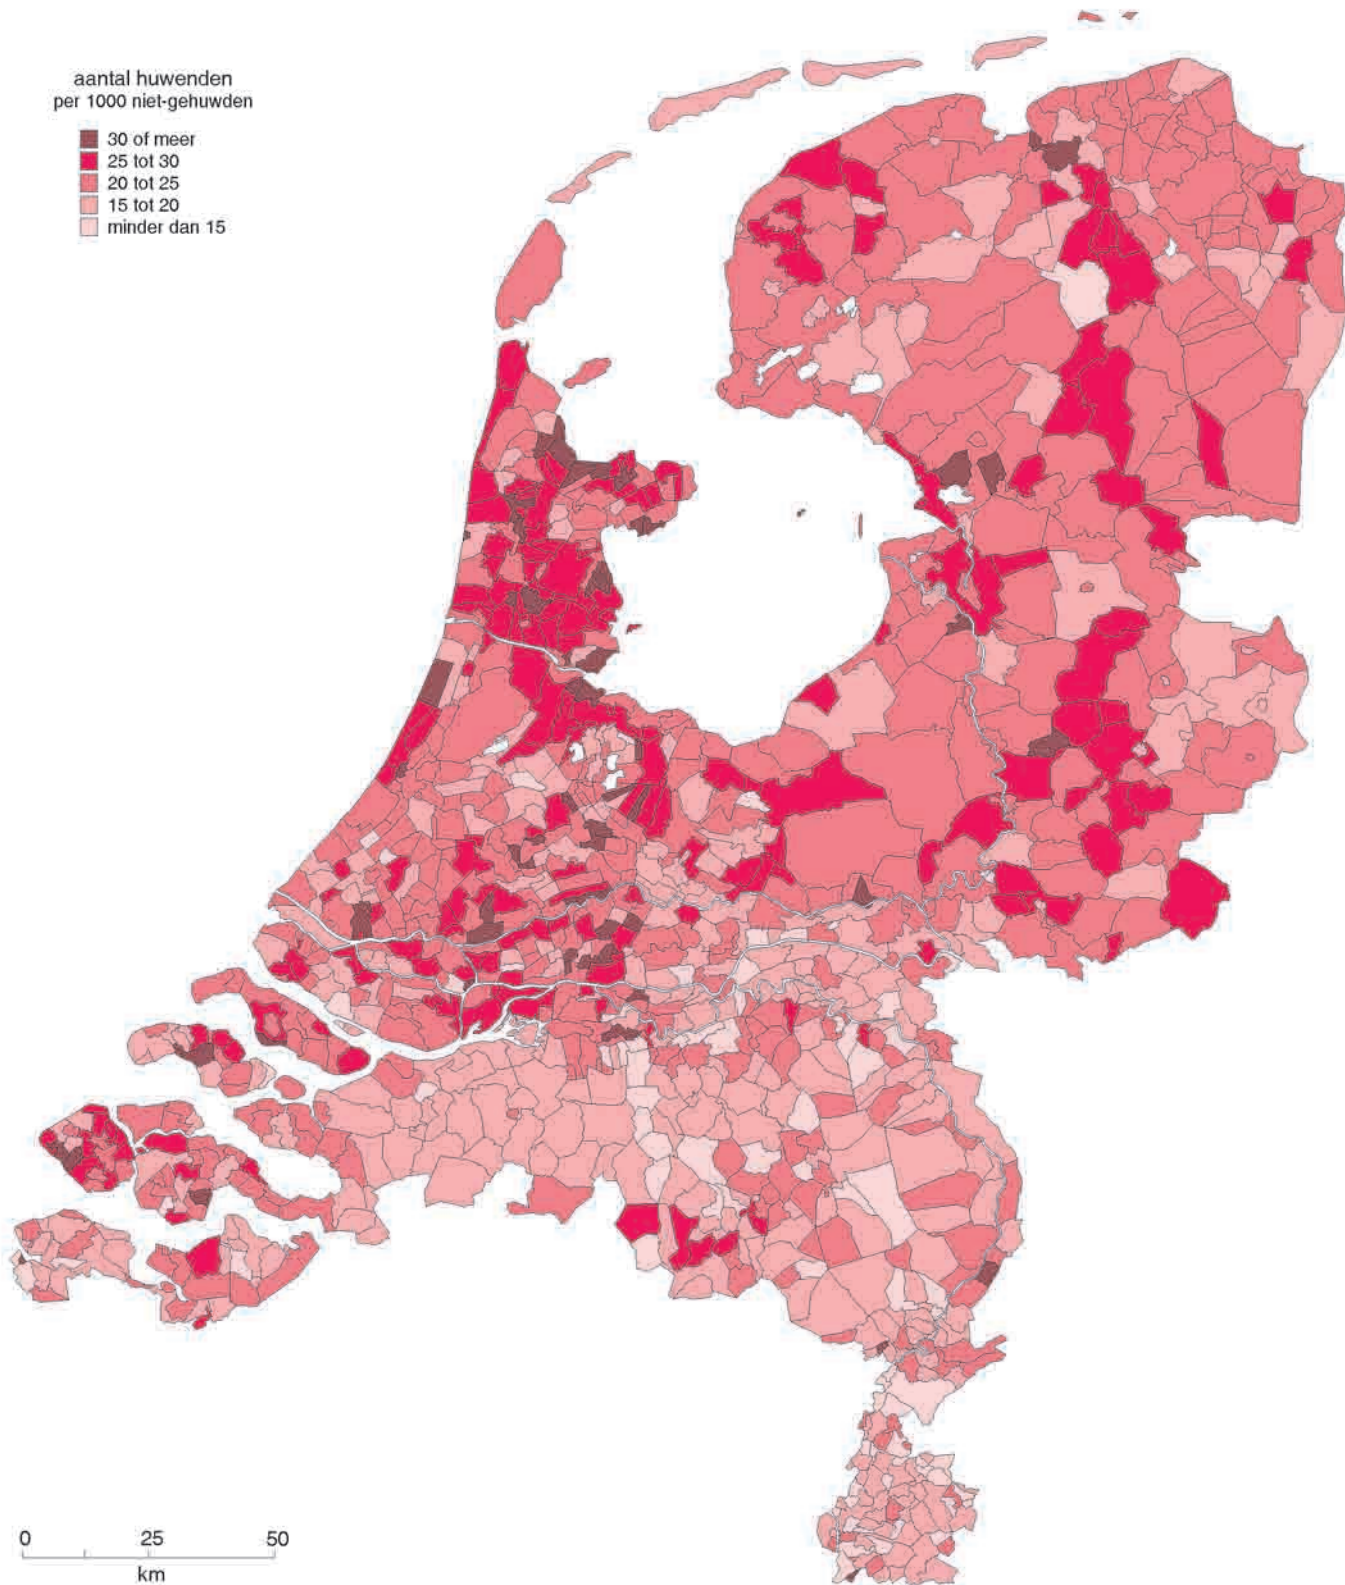 aantal huwenden
per 1000 niet-gehuwden
30 of meer
25 tot 30
20 tot 25
15 tot 20
minder dan 15
0 25 50
km